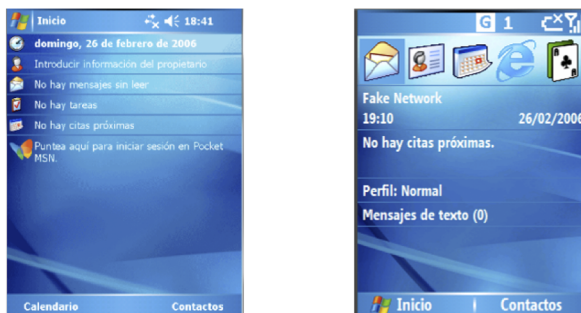 Inicio 18:41
domingo, 26 de febrero de 2006
Introducir información del propietario
No hay mensajes sin leer
No hay tareas
No hay citas próximas
Puntea aquí para iniciar sesión en Pocket
MSN.
Calendario Contactos
G 1
Fake Network
19:10 26/02/2006
No hay citas próximas.
Perfil: Normal
Mensajes de texto (0)
Inicio Contactos